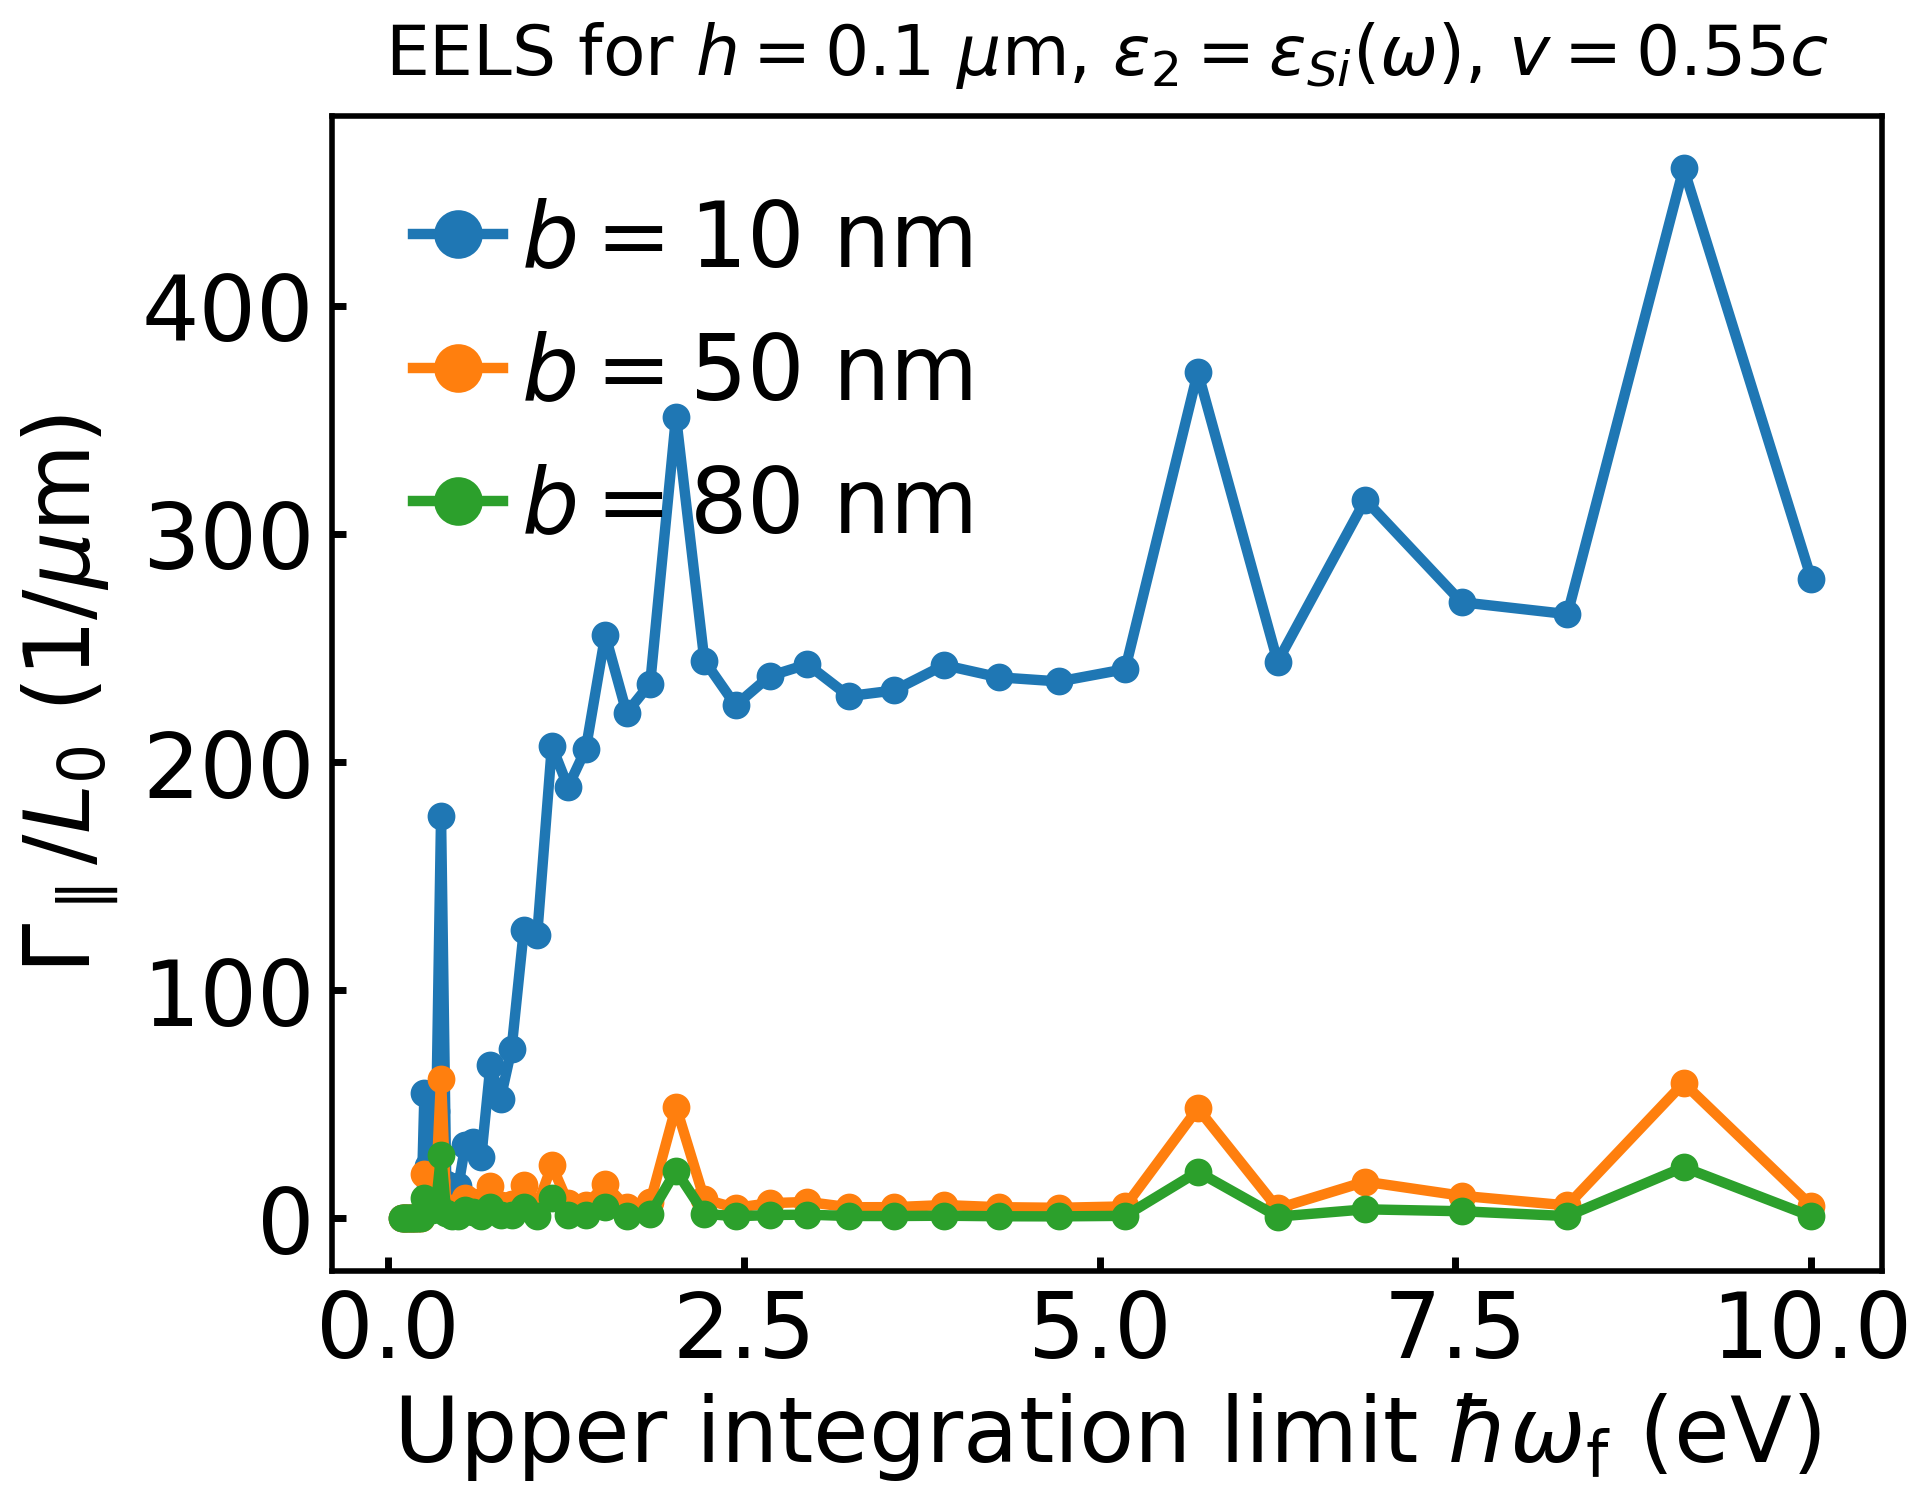 EELS for h = 0.1 μm, ε₂ = ε_Si(ω), v = 0.55c
b = 10 nm
b = 50 nm
b = 80 nm
Γ∥/L₀ (1/μm)
400
300
200
100
0
0.0 2.5 5.0 7.5 10.0
Upper integration limit ħω_f (eV)